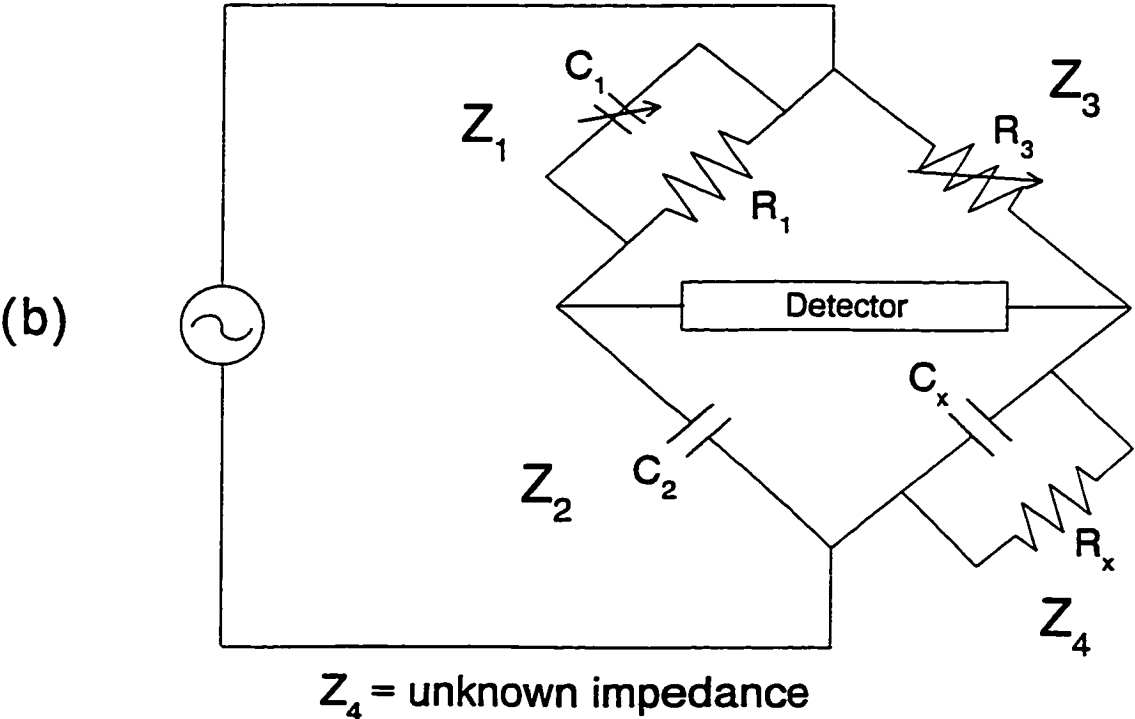 C₁
Z₁
Z₃
R₃
R₁
(b)
Detector
Cₓ
C₂
Z₂
Rₓ
Z₄
Z₄ = unknown impedance